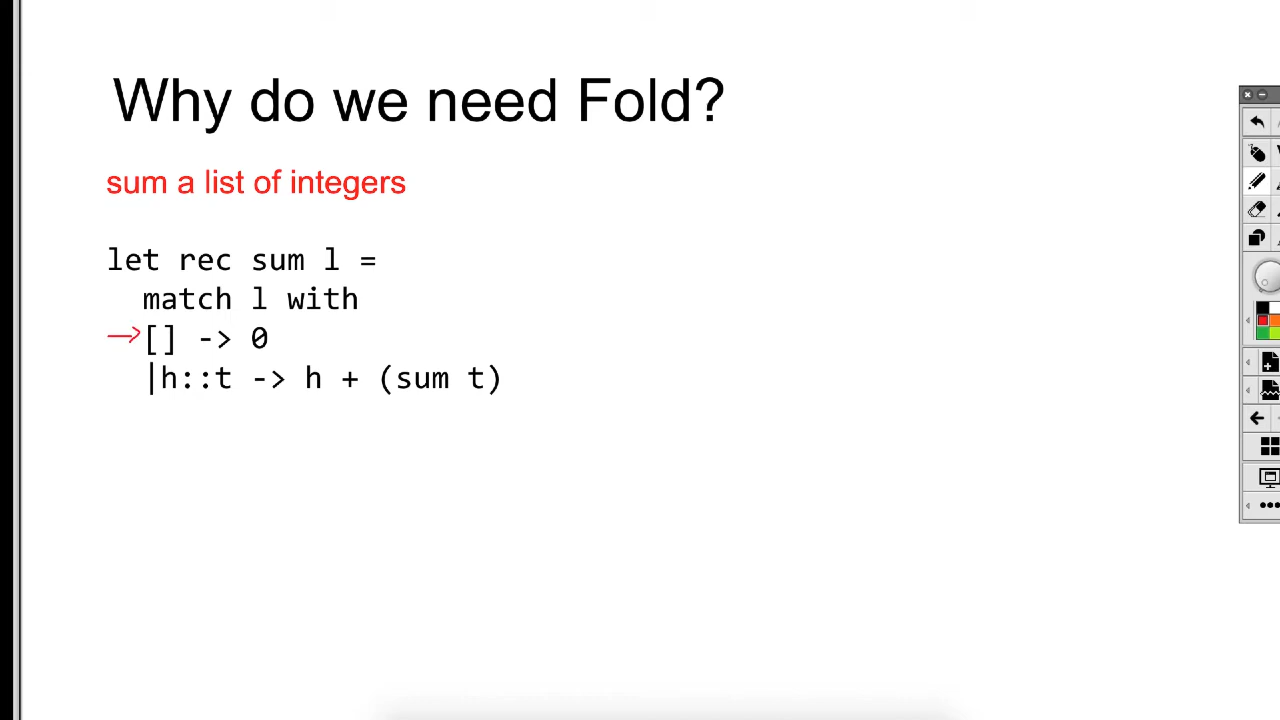 Why do we need Fold?
sum a list of integers
let rec sum l =
match l with
[] -> 0
|h::t -> h + (sum t)